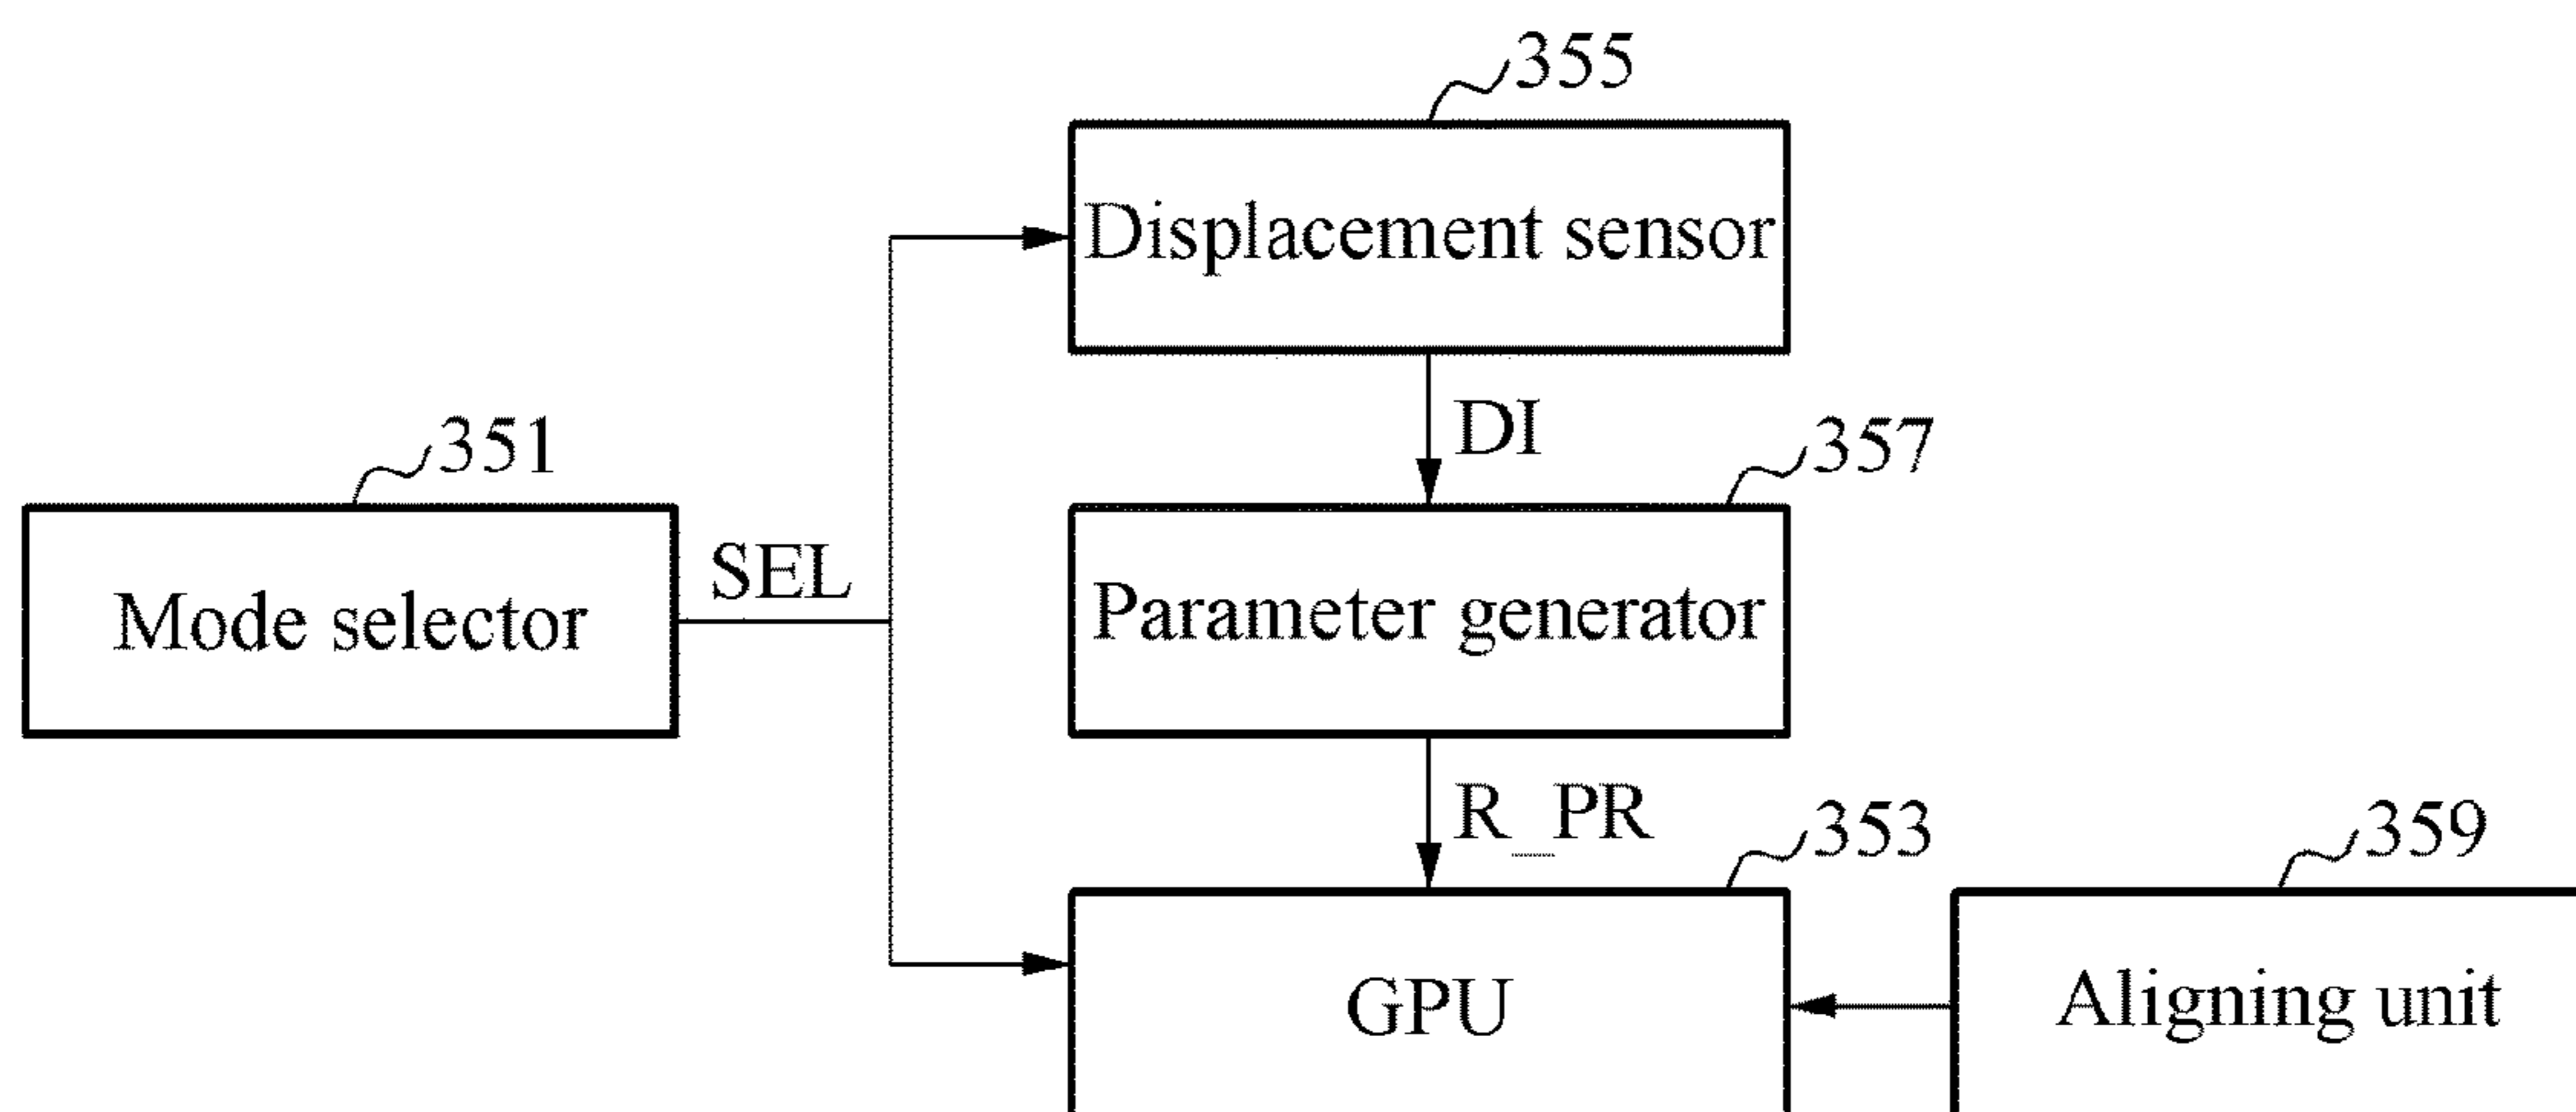 355
Displacement sensor
DI
351
357
Mode selector
SEL
Parameter generator
R_PR
353
359
GPU
Aligning unit